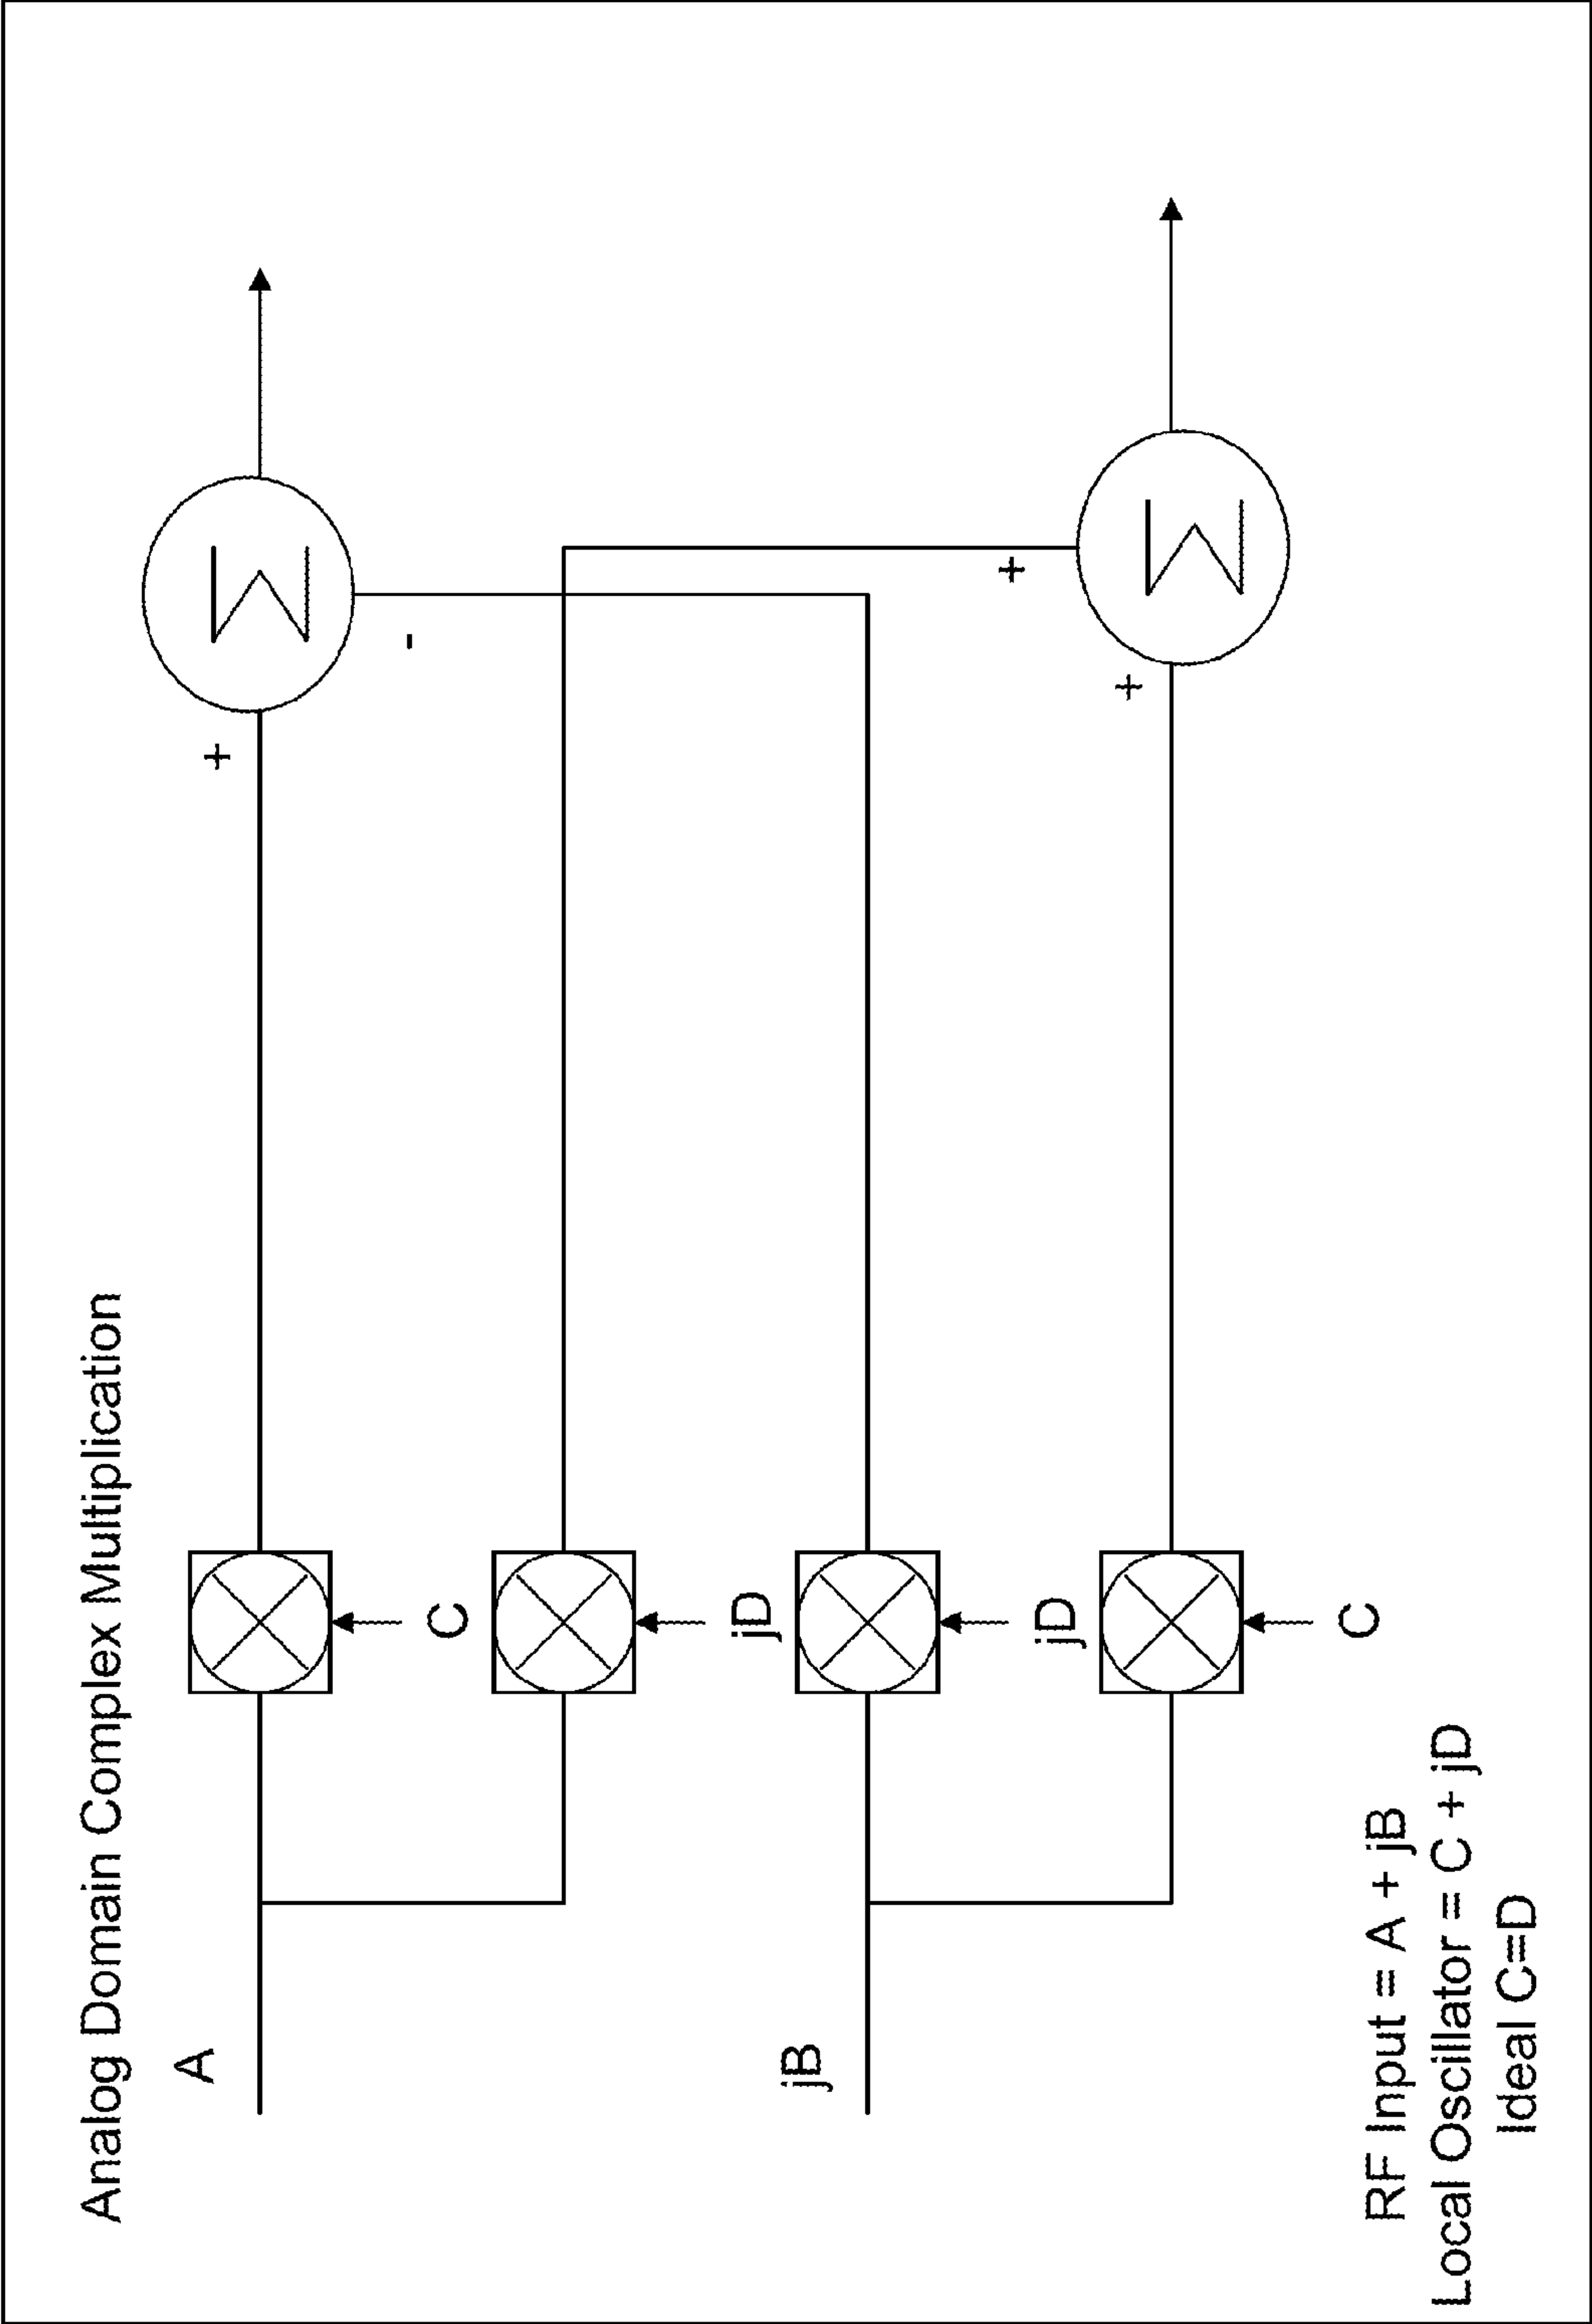 Analog Domain Complex Multiplication
A
C
+
-
Σ
jD
jB
jD
+
Σ
C
+
RF Input = A + jB
Local Oscillator = C + jD
Ideal C=D